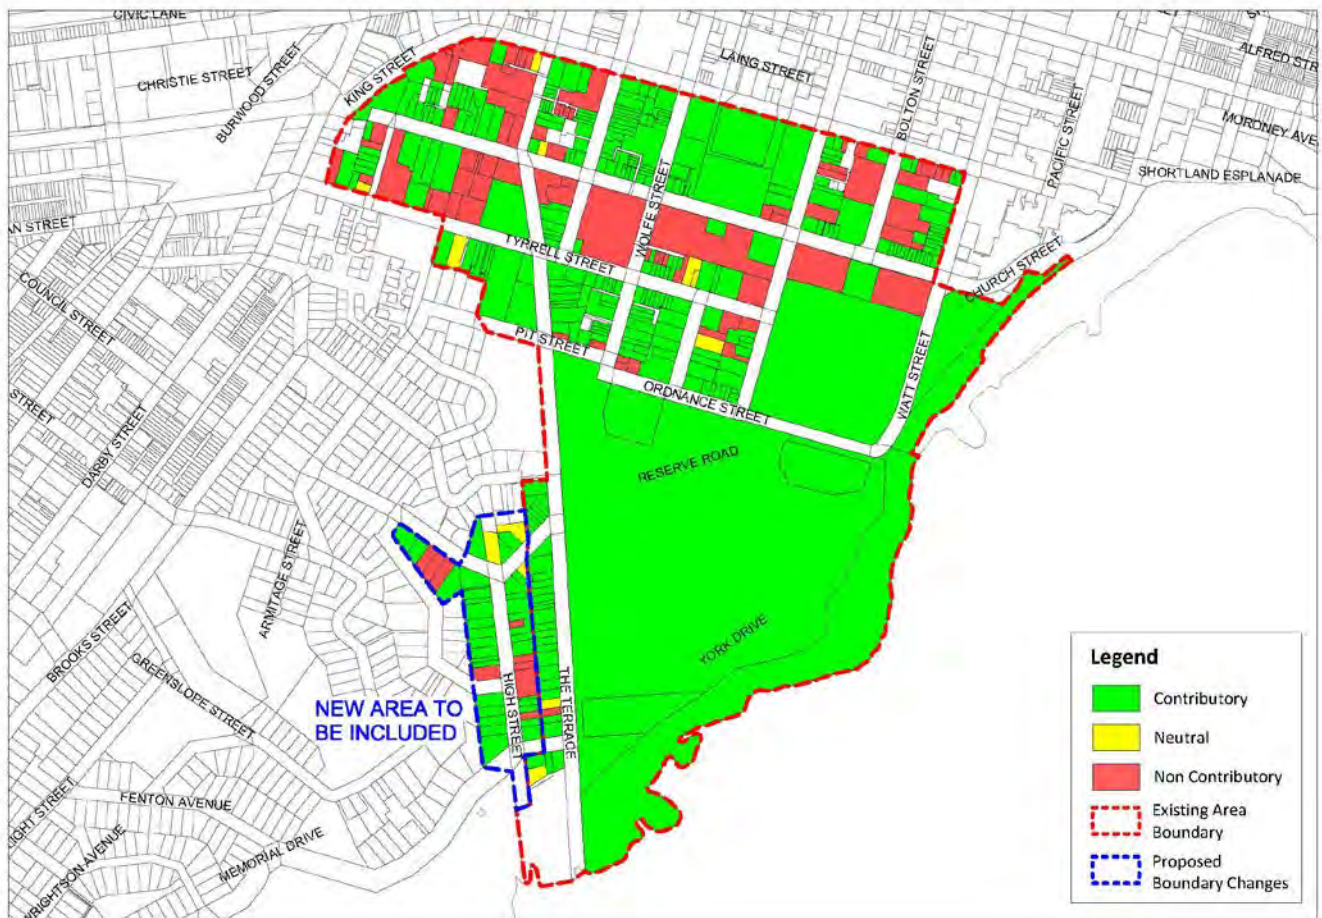 CIVIC LANE
CHRISTIE STREET
BURWOOD STREET
KING STREET
LAING STREET
BOLTON STREET
PACIFIC STREET
ALFRED STR
MORONEY AVE
SHORTLAND ESPLANADE
AN STREET
COUNCIL STREET
STREET
DARBY STREET
TYRRELL STREET
WOLFE STREET
CHURCH STREET
PIT STREET
ORDNANCE STREET
WATT STREET
RESERVE ROAD
ARMITAGE STREET
BROOKS STREET
GREENSLOPE STREET
YORK DRIVE
HIGH STREET
THE TERRACE
NEW AREA TO
BE INCLUDED
FENTON AVENUE
LIGHT STREET
WRIGHTSON AVENUE
MEMORIAL DRIVE
Legend
Contributory
Neutral
Non Contributory
Existing Area
Boundary
Proposed
Boundary Changes